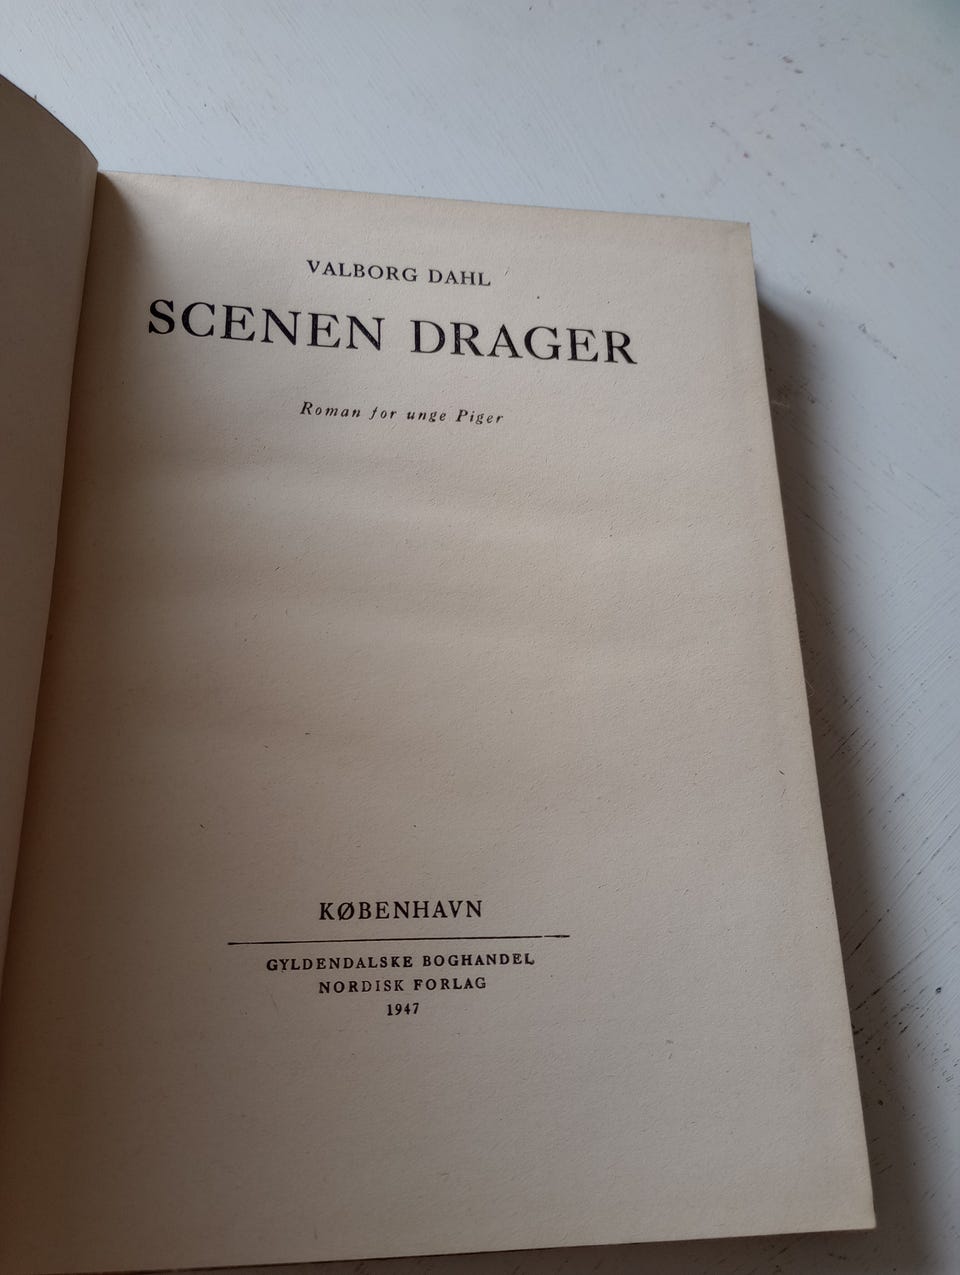 VALBORG DAHL
SCENEN DRAGER
Roman for unge Piger
KØBENHAVN
GYLDENDALSKE BOGHANDEL
NORDISK FORLAG
1947